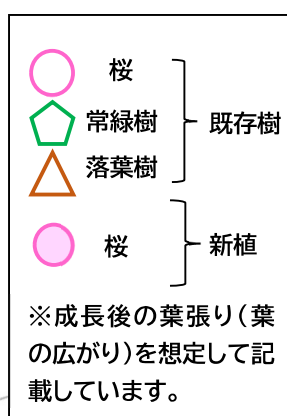 桜
常緑樹
既存樹
落葉樹
桜
新植
※成長後の葉張り(葉
の広がり)を想定して記
載しています。